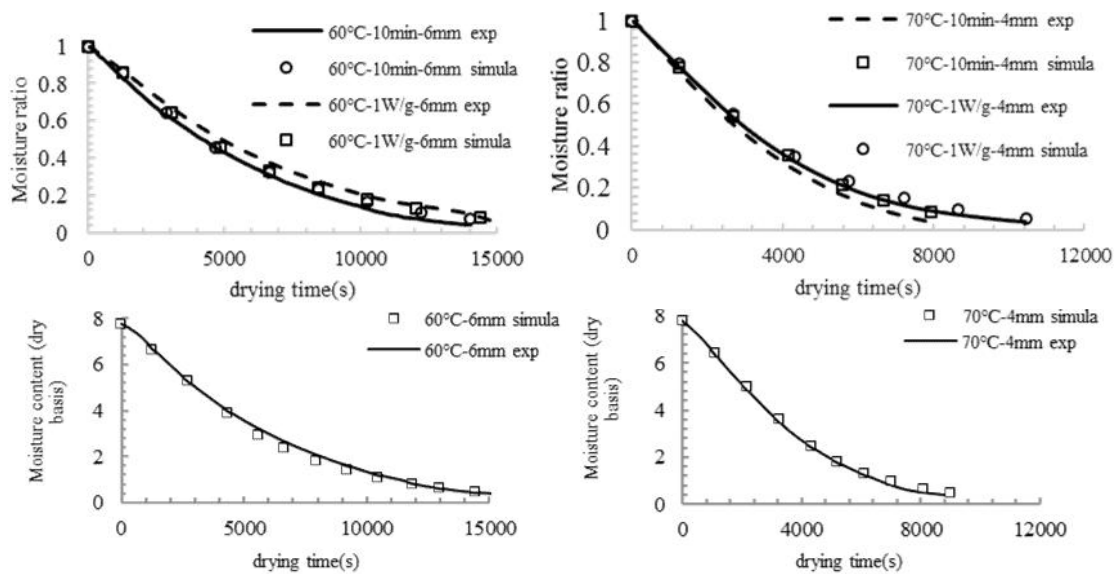 60°C-10min-6mm exp
60°C-10min-6mm simula
60°C-1W/g-6mm exp
60°C-1W/g-6mm simula
Moisture ratio
1
0.8
0.6
0.4
0.2
0
0 5000 10000 15000
drying time(s)
70°C-10min-4mm exp
70°C-10min-4mm simula
70°C-1W/g-4mm exp
70°C-1W/g-4mm simula
Moisture ratio
1
0.8
0.6
0.4
0.2
0
0 4000 8000 12000
drying time(s)
60°C-6mm simula
60°C-6mm exp
Moisture content (dry
basis)
8
6
4
2
0
0 5000 10000 15000
drying time(s)
70°C-4mm simula
70°C-4mm exp
Moisture content (dry
basis)
8
6
4
2
0
0 4000 8000 12000
drying time(s)